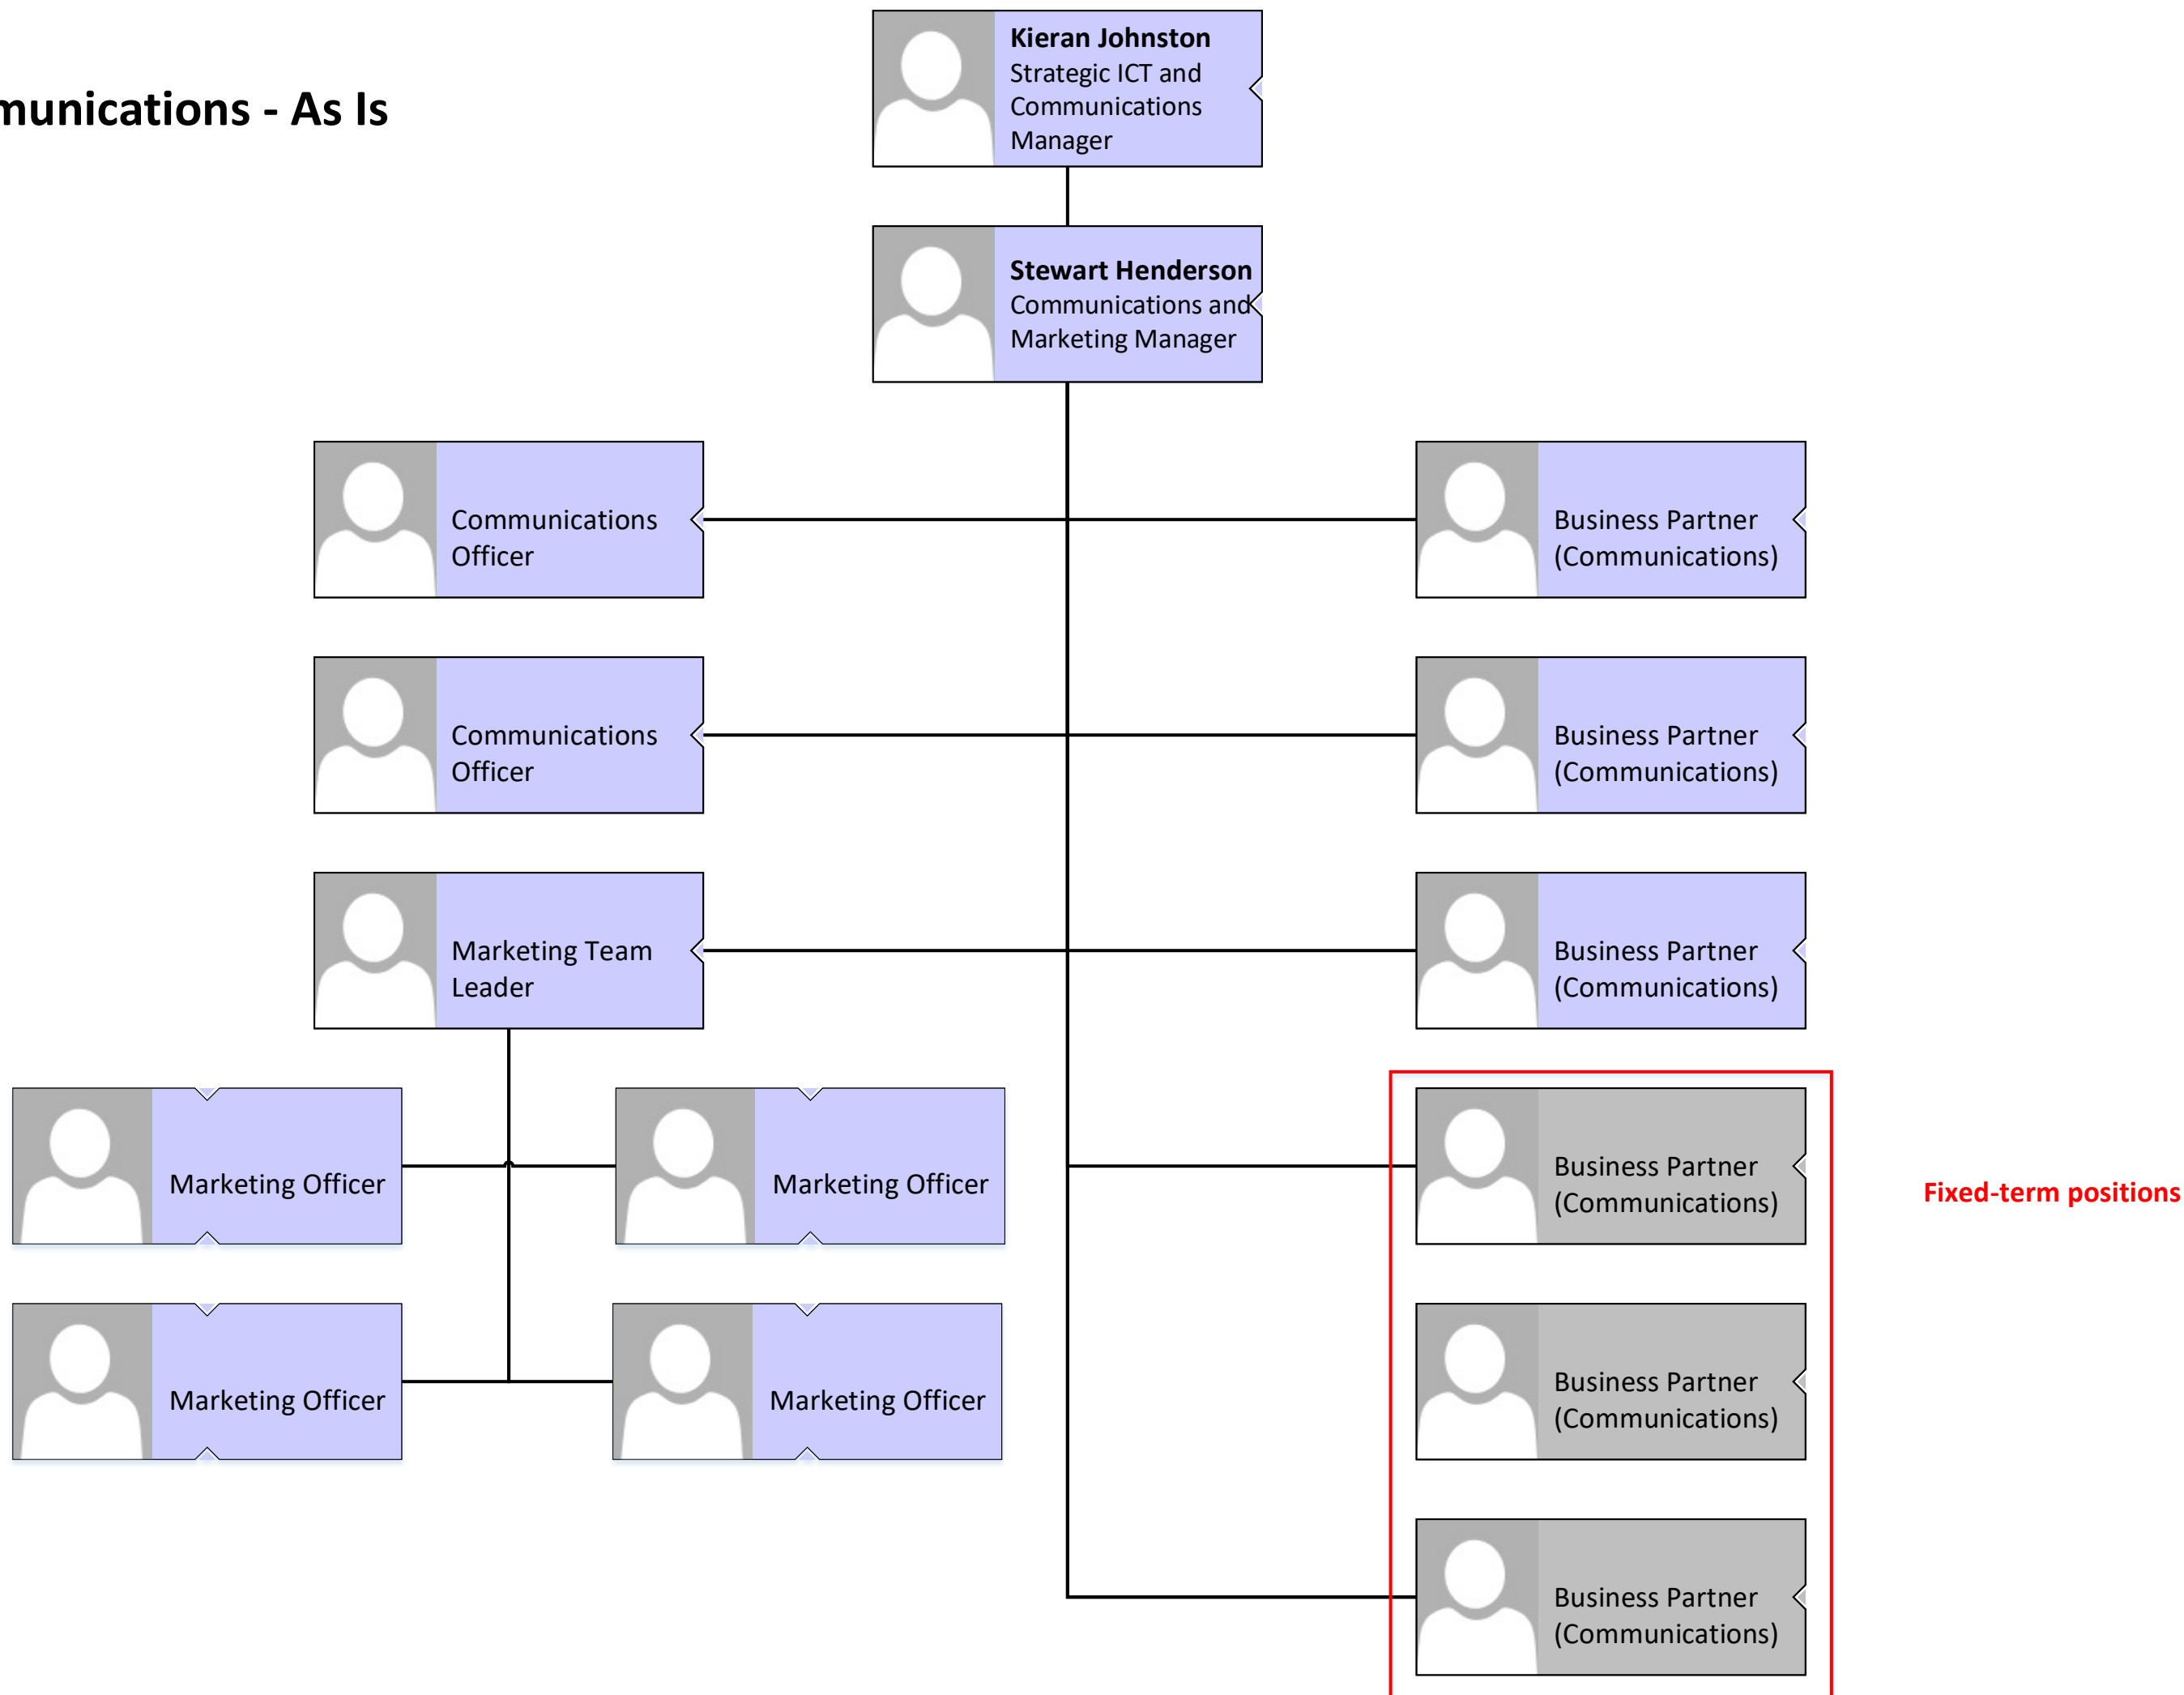 Kieran Johnston
Strategic ICT and
Communications
Manager
munications - As Is
Stewart Henderson
Communications and
Marketing Manager
Communications
Officer
Business Partner
(Communications)
Communications
Officer
Business Partner
(Communications)
Marketing Team
Leader
Business Partner
(Communications)
Marketing Officer
Marketing Officer
Business Partner
(Communications)
Fixed-term positions
Marketing Officer
Marketing Officer
Business Partner
(Communications)
Business Partner
(Communications)